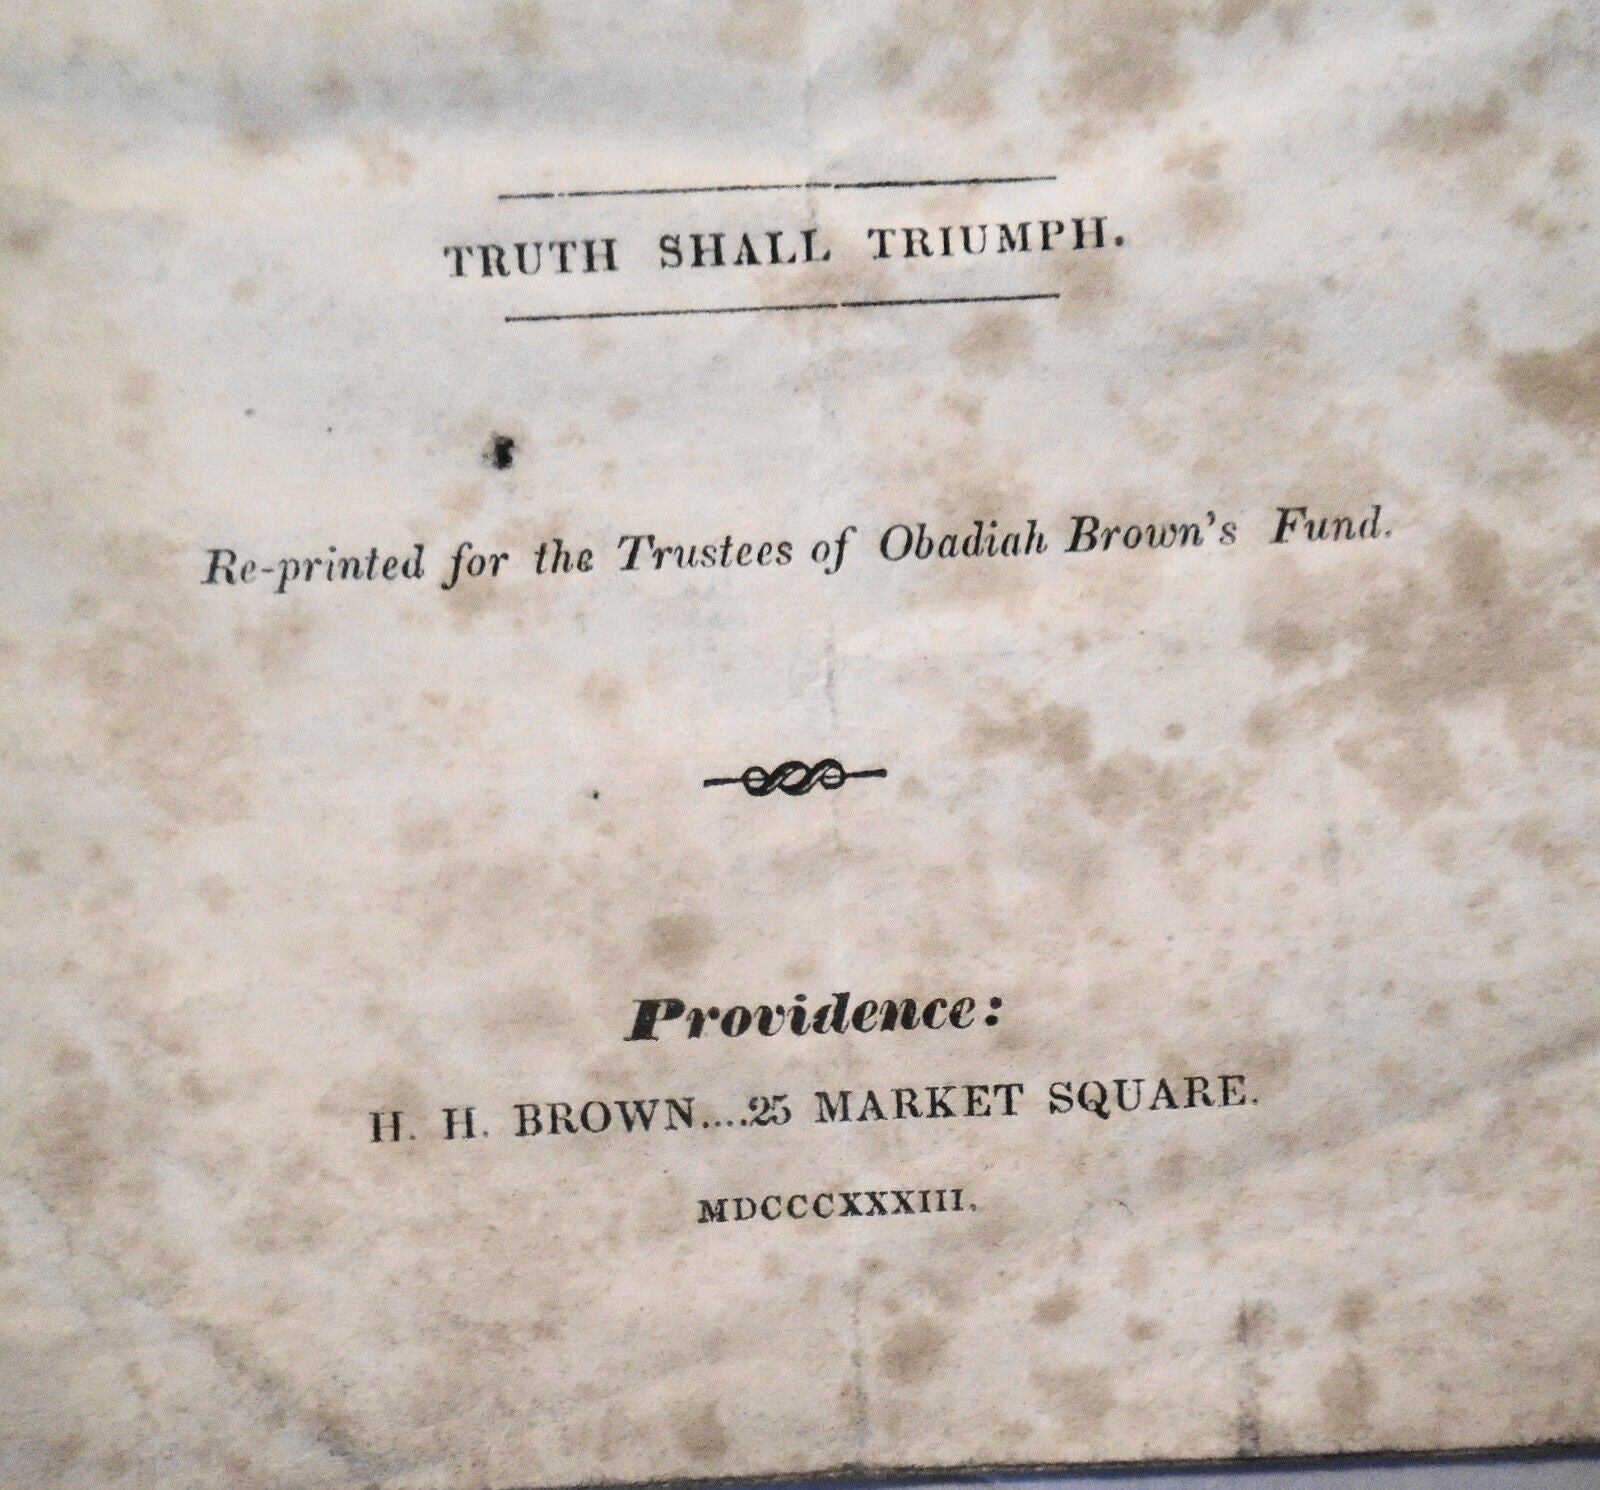 TRUTH SHALL TRIUMPH.
Re-printed for the Trustees of Obadiah Brown's Fund.
Providence:
H. H. BROWN....25 MARKET SQUARE.
MDCCCXXXIII.